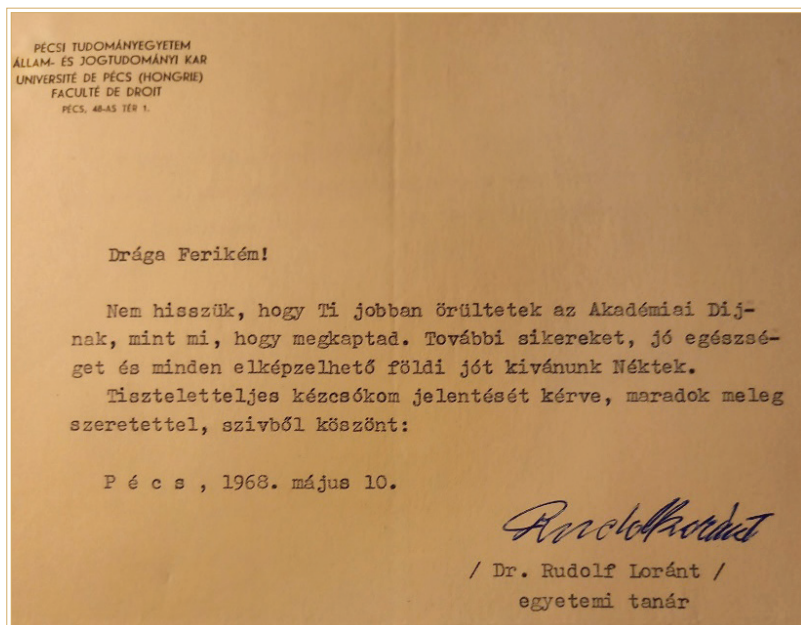 PÉCSI TUDOMÁNYEGYETEM
ÁLLAM- ÉS JOGTUDOMÁNYI KAR
UNIVERSITÉ DE PÉCS (HONGRIE)
FACULTÉ DE DROIT
PÉCS, 48-AS TÉR 1.
Drága Ferikém!
Nem hisszük, hogy Ti jobban örültetek az Akadémiai Dij-
nak, mint mi, hogy megkaptad. További sikereket, jó egészsé-
get és minden elképzelhető földi jót kivánunk Néktek.
Tiszteletteljes kézcsókom jelentését kérve, maradok meleg
szeretettel, szivből köszönt:
P é c s , 1968. május 10.
Rudolf Loránt
/ Dr. Rudolf Loránt /
egyetemi tanár